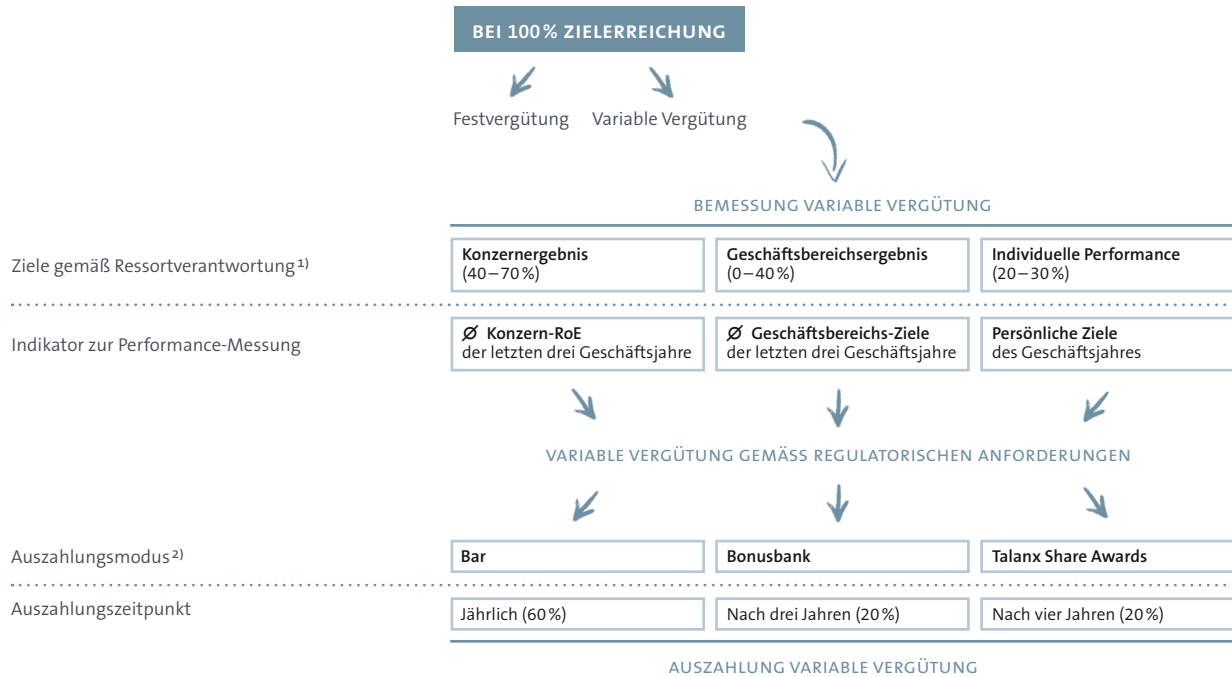 BEI 100 % ZIELERREICHUNG
Festvergütung Variable Vergütung
BEMESSUNG VARIABLE VERGÜTUNG
Ziele gemäß Ressortverantwortung 1)
Konzernergebnis
(40–70 %)
Geschäftsbereichsergebnis
(0–40 %)
Individuelle Performance
(20–30 %)
Indikator zur Performance-Messung
Ø Konzern-RoE
der letzten drei Geschäftsjahre
Ø Geschäftsbereichs-Ziele
der letzten drei Geschäftsjahre
Persönliche Ziele
des Geschäftsjahres
VARIABLE VERGÜTUNG GEMÄSS REGULATORISCHEN ANFORDERUNGEN
Auszahlungsmodus 2)
Bar
Bonusbank
Talanx Share Awards
Auszahlungszeitpunkt
Jährlich (60 %)
Nach drei Jahren (20 %)
Nach vier Jahren (20 %)
AUSZAHLUNG VARIABLE VERGÜTUNG